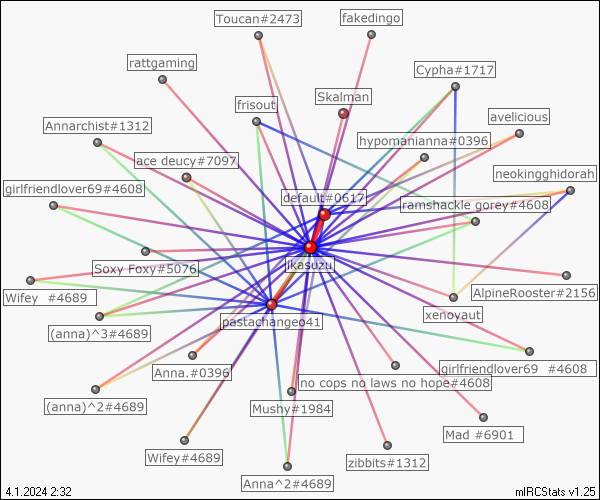 Toucan#2473
fakedingo
rattgaming
Cypha#1717
Skalman
frisout
avelicious
Annarchist#1312
hypomanianna#0396
ace deucy#7097
neokingghidorah
girlfriendlover69#4608
default#0617
ramshackle gorey#4608
Soxy Foxy#5076
jkasuzu
AlpineRooster#2156
Wifey #4689
xenoyaut
(anna)^3#4689
pastachangeo41
girlfriendlover69 #4608
Anna.#0396
no cops no laws no hope#4608
(anna)^2#4689
Mushy#1984
Mad #6901
Wifey#4689
zibbits#1312
Anna^2#4689
4.1.2024 2:32
mIRCStats v1.25